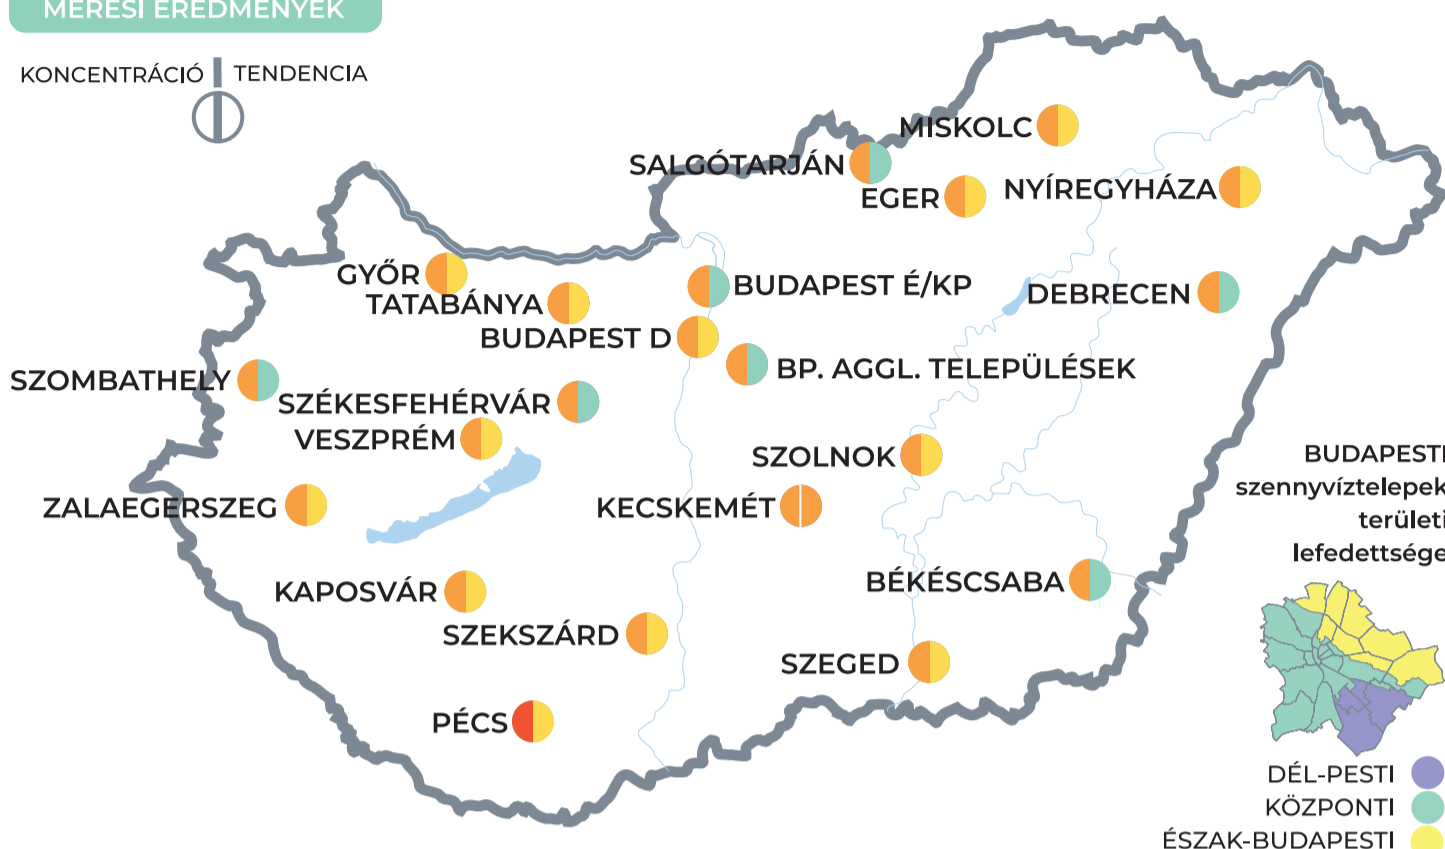 MÉRÉSI EREDMÉNYEK
KONCENTRÁCIÓ
TENDENCIA
MISKOLC
SALGÓTARJÁN
EGER
NYÍREGYHÁZA
GYŐR
TATABÁNYA
BUDAPEST É/KP
DEBRECEN
BUDAPEST D
BP. AGGL. TELEPÜLÉSEK
SZOMBATHELY
SZÉKESFEHÉRVÁR
VESZPRÉM
SZOLNOK
ZALAEGERSZEG
KECSKEMÉT
KAPOSVÁR
BÉKÉSCSABA
SZEKSZÁRD
SZEGED
PÉCS
BUDAPESTI
szennyvíztelepek
területi
lefedettsége
DÉL-PESTI
KÖZPONTI
ÉSZAK-BUDAPESTI